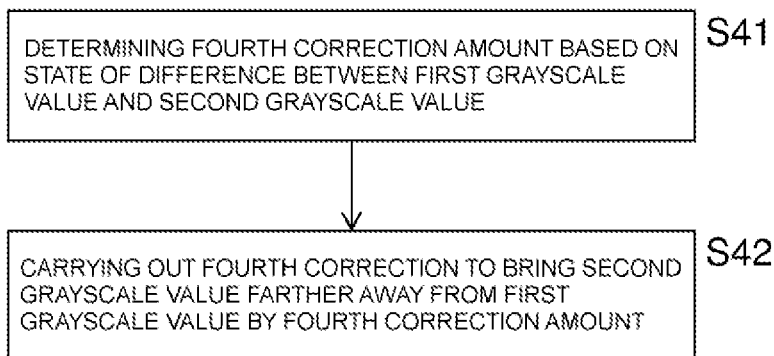 DETERMINING FOURTH CORRECTION AMOUNT BASED ON
STATE OF DIFFERENCE BETWEEN FIRST GRAYSCALE
VALUE AND SECOND GRAYSCALE VALUE
S41
CARRYING OUT FOURTH CORRECTION TO BRING SECOND
GRAYSCALE VALUE FARTHER AWAY FROM FIRST
GRAYSCALE VALUE BY FOURTH CORRECTION AMOUNT
S42